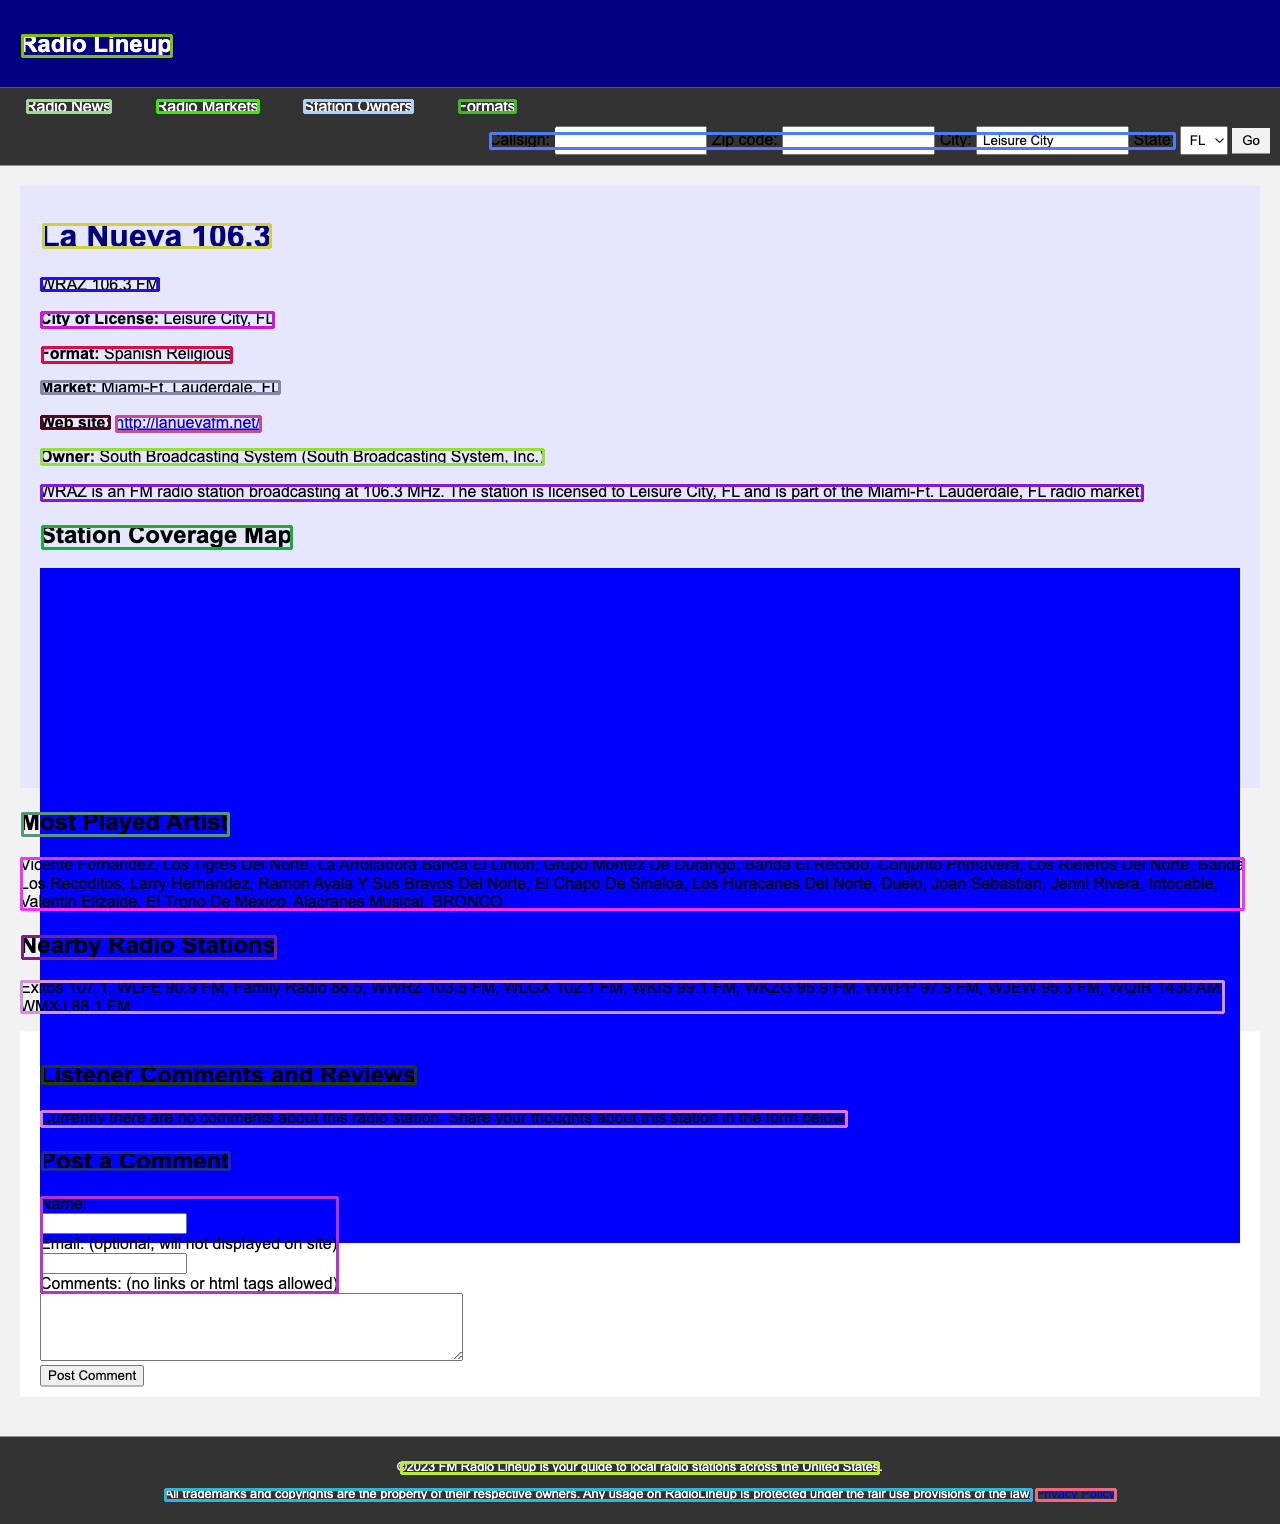 Radio Lineup
Radio News Radio Markets Station Owners Formats
Callsign: Zip code: City: Leisure City State: FL Go
La Nueva 106.3
WRAZ 106.3 FM
City of License: Leisure City, FL
Format: Spanish Religious
Market: Miami-Ft. Lauderdale, FL
Web site: http://lanuevafm.net/
Owner: South Broadcasting System (South Broadcasting System, Inc.)
WRAZ is an FM radio station broadcasting at 106.3 MHz. The station is licensed to Leisure City, FL and is part of the Miami-Ft. Lauderdale, FL radio market.
Station Coverage Map
Most Played Artist
Vicente Fernandez, Los Tigres Del Norte, La Arrolladora Banda El Limon, Grupo Montez De Durango, Banda El Recodo, Conjunto Primavera, Los Rieleros Del Norte, Banda
Los Recoditos, Larry Hernandez, Ramon Ayala Y Sus Bravos Del Norte, El Chapo De Sinaloa, Los Huracanes Del Norte, Duelo, Joan Sebastian, Jenni Rivera, Intocable,
Valentin Elizalde, El Trono De Mexico, Alacranes Musical, BRONCO
Nearby Radio Stations
Exitos 107.1, WLFE 90.9 FM, Family Radio 88.5, WWRZ 103.5 FM, WLGX 102.1 FM, WKIS 99.1 FM, WKZG 95.9 FM, WWPP 97.9 FM, WJEW 95.3 FM, WQIR 1430 AM,
WMXJ 88.1 FM
Listener Comments and Reviews
Currently there are no comments about this radio station. Share your thoughts about this station in the form below.
Post a Comment
Name:
Email: (optional, will not displayed on site)
Comments: (no links or html tags allowed)
Post Comment
©2023 FM Radio Lineup is your guide to local radio stations across the United States.
All trademarks and copyrights are the property of their respective owners. Any usage on RadioLineup is protected under the fair use provisions of the law. Privacy Policy